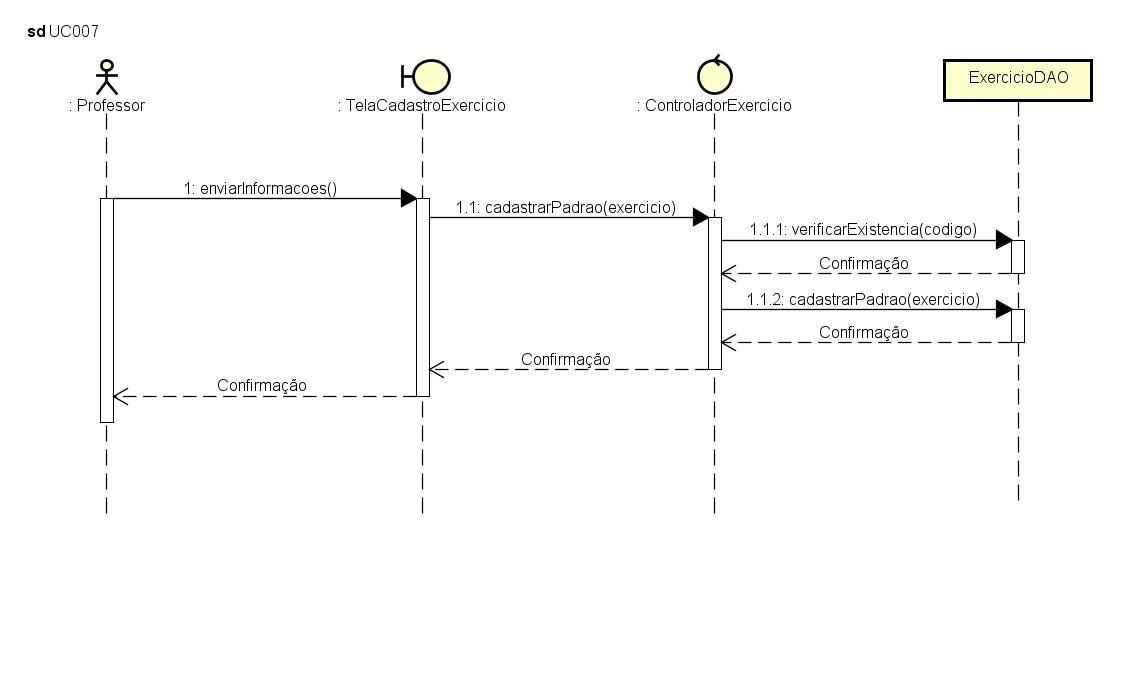 sd UC007
: Professor
: TelaCadastroExercicio
: ControladorExercicio
ExercicioDAO
1: enviarInformacoes()
1.1: cadastrarPadrao(exercicio)
1.1.1: verificarExistencia(codigo)
Confirmação
1.1.2: cadastrarPadrao(exercicio)
Confirmação
Confirmação
Confirmação